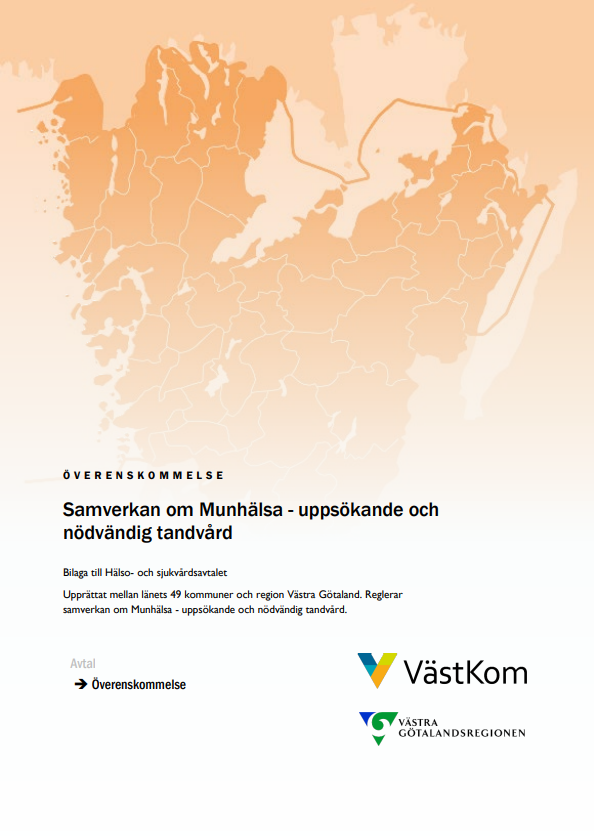 ÖVERENSKOMMELSE
Samverkan om Munhälsa - uppsökande och
nödvändig tandvård
Bilaga till Hälso- och sjukvårdsavtalet
Upprättat mellan länets 49 kommuner och region Västra Götaland. Reglerar
samverkan om Munhälsa - uppsökande och nödvändig tandvård.
Avtal
➔ Överenskommelse
VästKom
VÄSTRA
GÖTALANDSREGIONEN